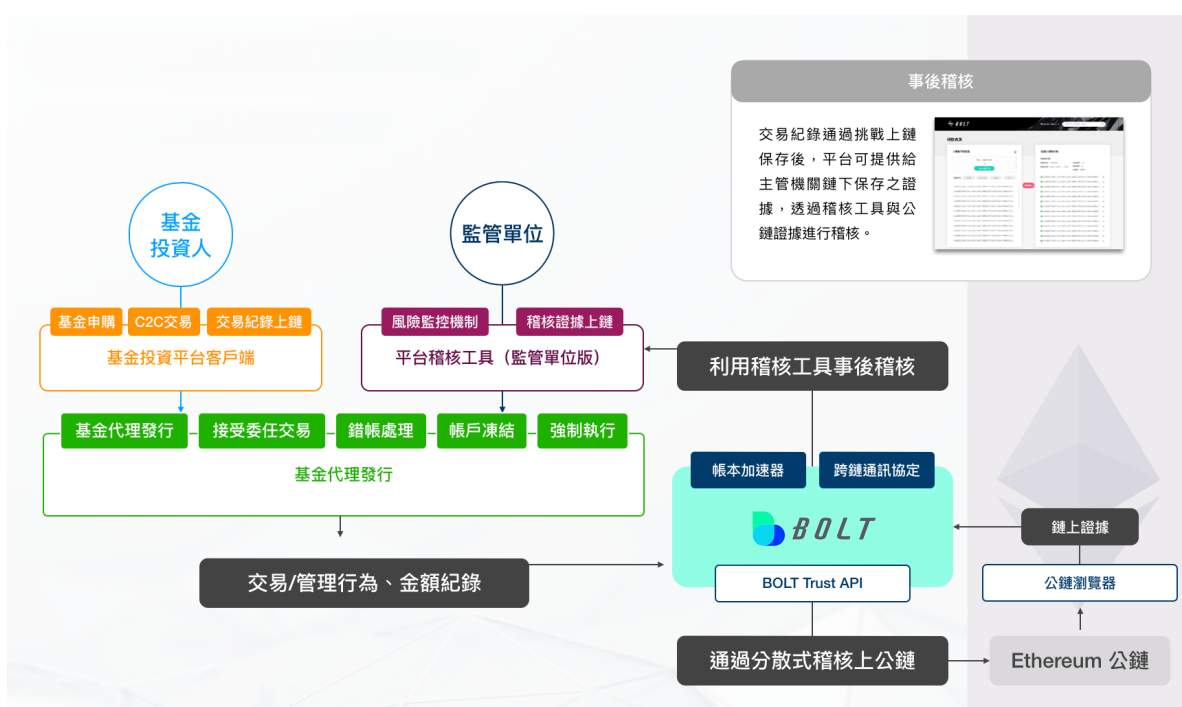 事後稽核
交易紀錄通過挑戰上鏈
保存後，平台可提供給
主管機關鏈下保存之證
據，透過稽核工具與公
鏈證據進行稽核。
BOLT
基金
投資人
監管單位
基金申購
C2C交易
交易紀錄上鏈
基金投資平台客戶端
風險監控機制
稽核證據上鏈
平台稽核工具（監管單位版）
利用稽核工具事後稽核
基金代理發行
接受委任交易
錯帳處理
帳戶凍結
強制執行
基金代理發行
帳本加速器
跨鏈通訊協定
BOLT
BOLT Trust API
鏈上證據
公鏈瀏覽器
交易/管理行為、金額紀錄
通過分散式稽核上公鏈
Ethereum 公鏈